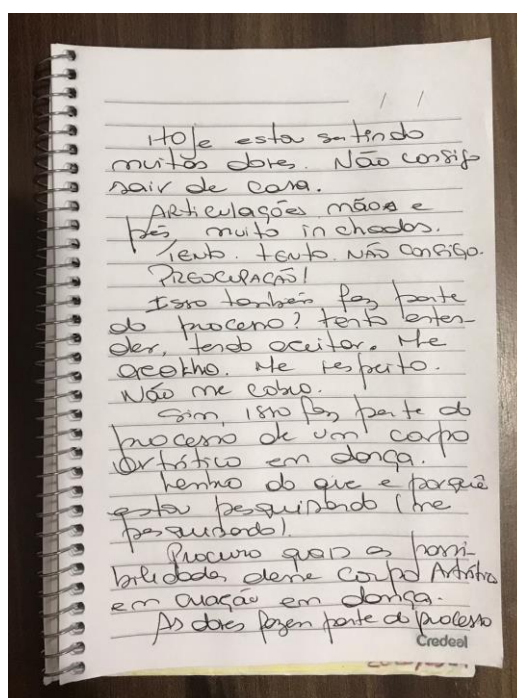 / /
Hoje estou sentindo
muitas dores. Não consigo
sair de casa.
Articulações mãos e
pés muito inchados.
Tento. tento. Não consigo.
PREOCUPAÇÃO!
Isso também faz parte
do processo? tento enten-
der, tendo aceitar. Me
acolho. Me respeito.
Não me cobro.
Sim, isso faz parte do
processo de um corpo
Artrítico em dança.
Lembro do que e porquê
estou pesquisando (me
pesquisando).
Procuro quais as possi-
bilidades desse corpo Artrítico
em criação em dança.
As dores fazem parte do processo
Credeal